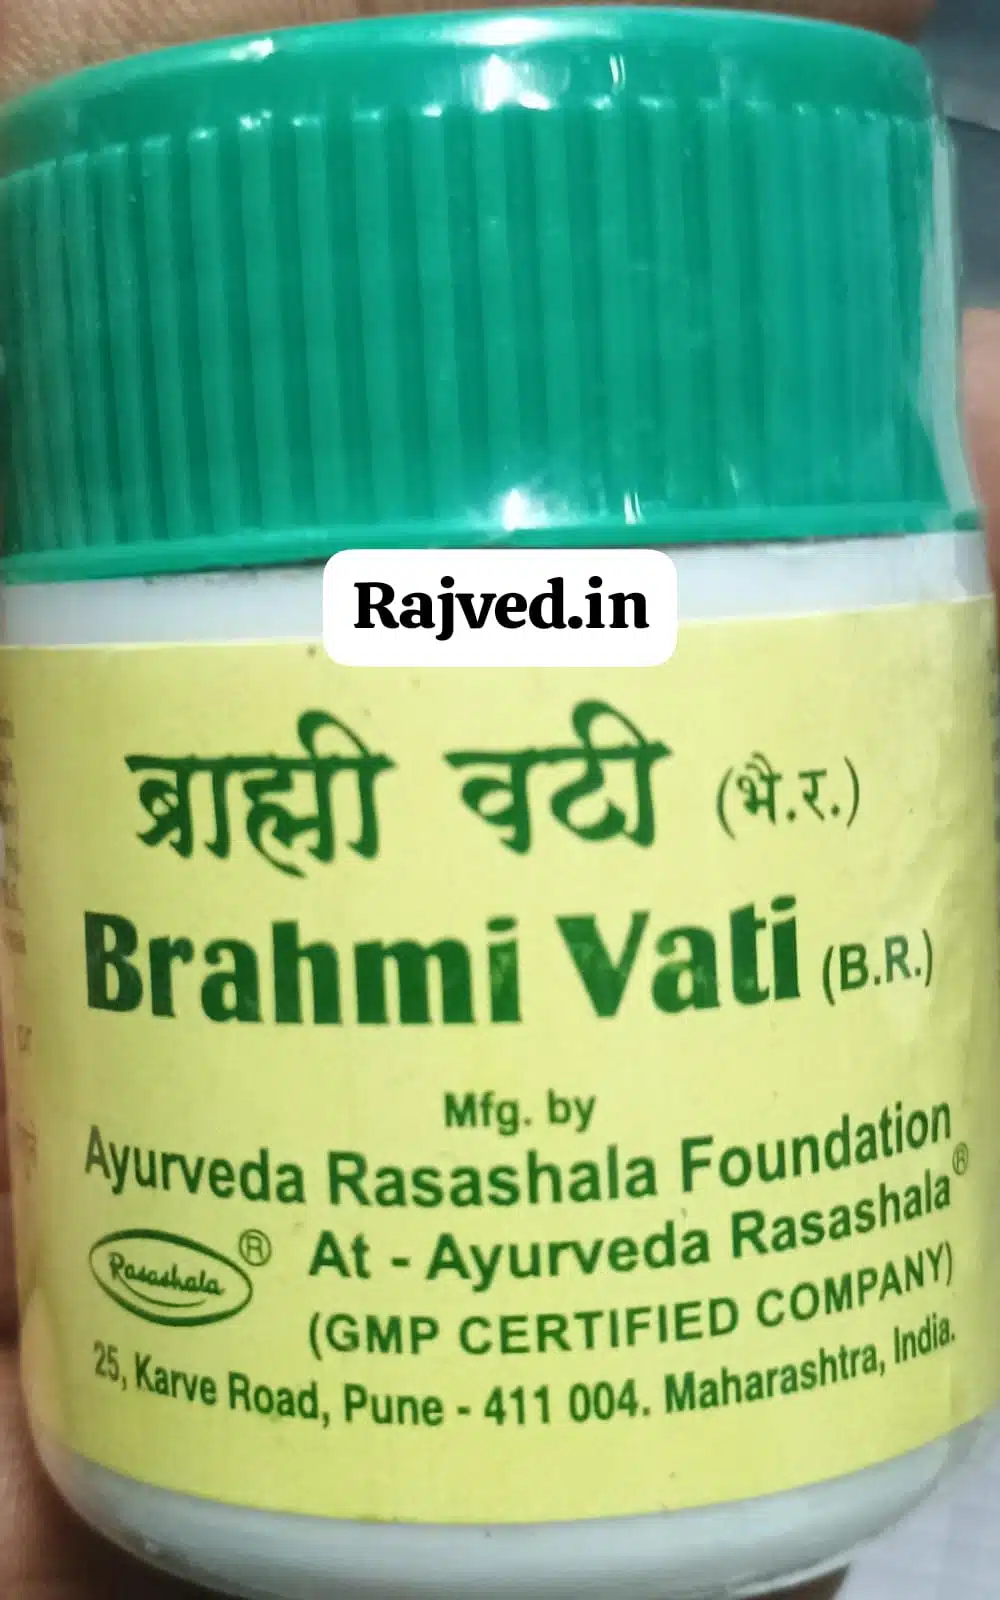 Rajved.in
ब्राह्मी वटी (भै.र.)
Brahmi Vati (B.R.)
Mfg. by
Ayurveda Rasashala Foundation
Rasashala® At - Ayurveda Rasashala®
(GMP CERTIFIED COMPANY)
25, Karve Road, Pune - 411 004. Maharashtra, India.